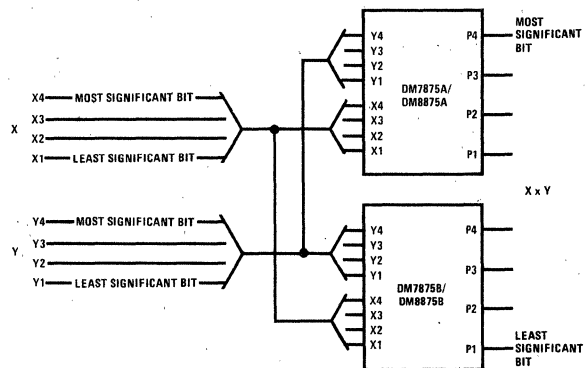 X
X4 MOST SIGNIFICANT BIT
X3
X2
X1 LEAST SIGNIFICANT BIT
Y
Y4 MOST SIGNIFICANT BIT
Y3
Y2
Y1 LEAST SIGNIFICANT BIT
Y4
Y3
Y2
Y1
X4
X3
X2
X1
DM7875A/
DM8875A
P4
P3
P2
P1
MOST
SIGNIFICANT
BIT
X x Y
Y4
Y3
Y2
Y1
X4
X3
X2
X1
DM7875B/
DM8875B
P4
P3
P2
P1
LEAST
SIGNIFICANT
BIT